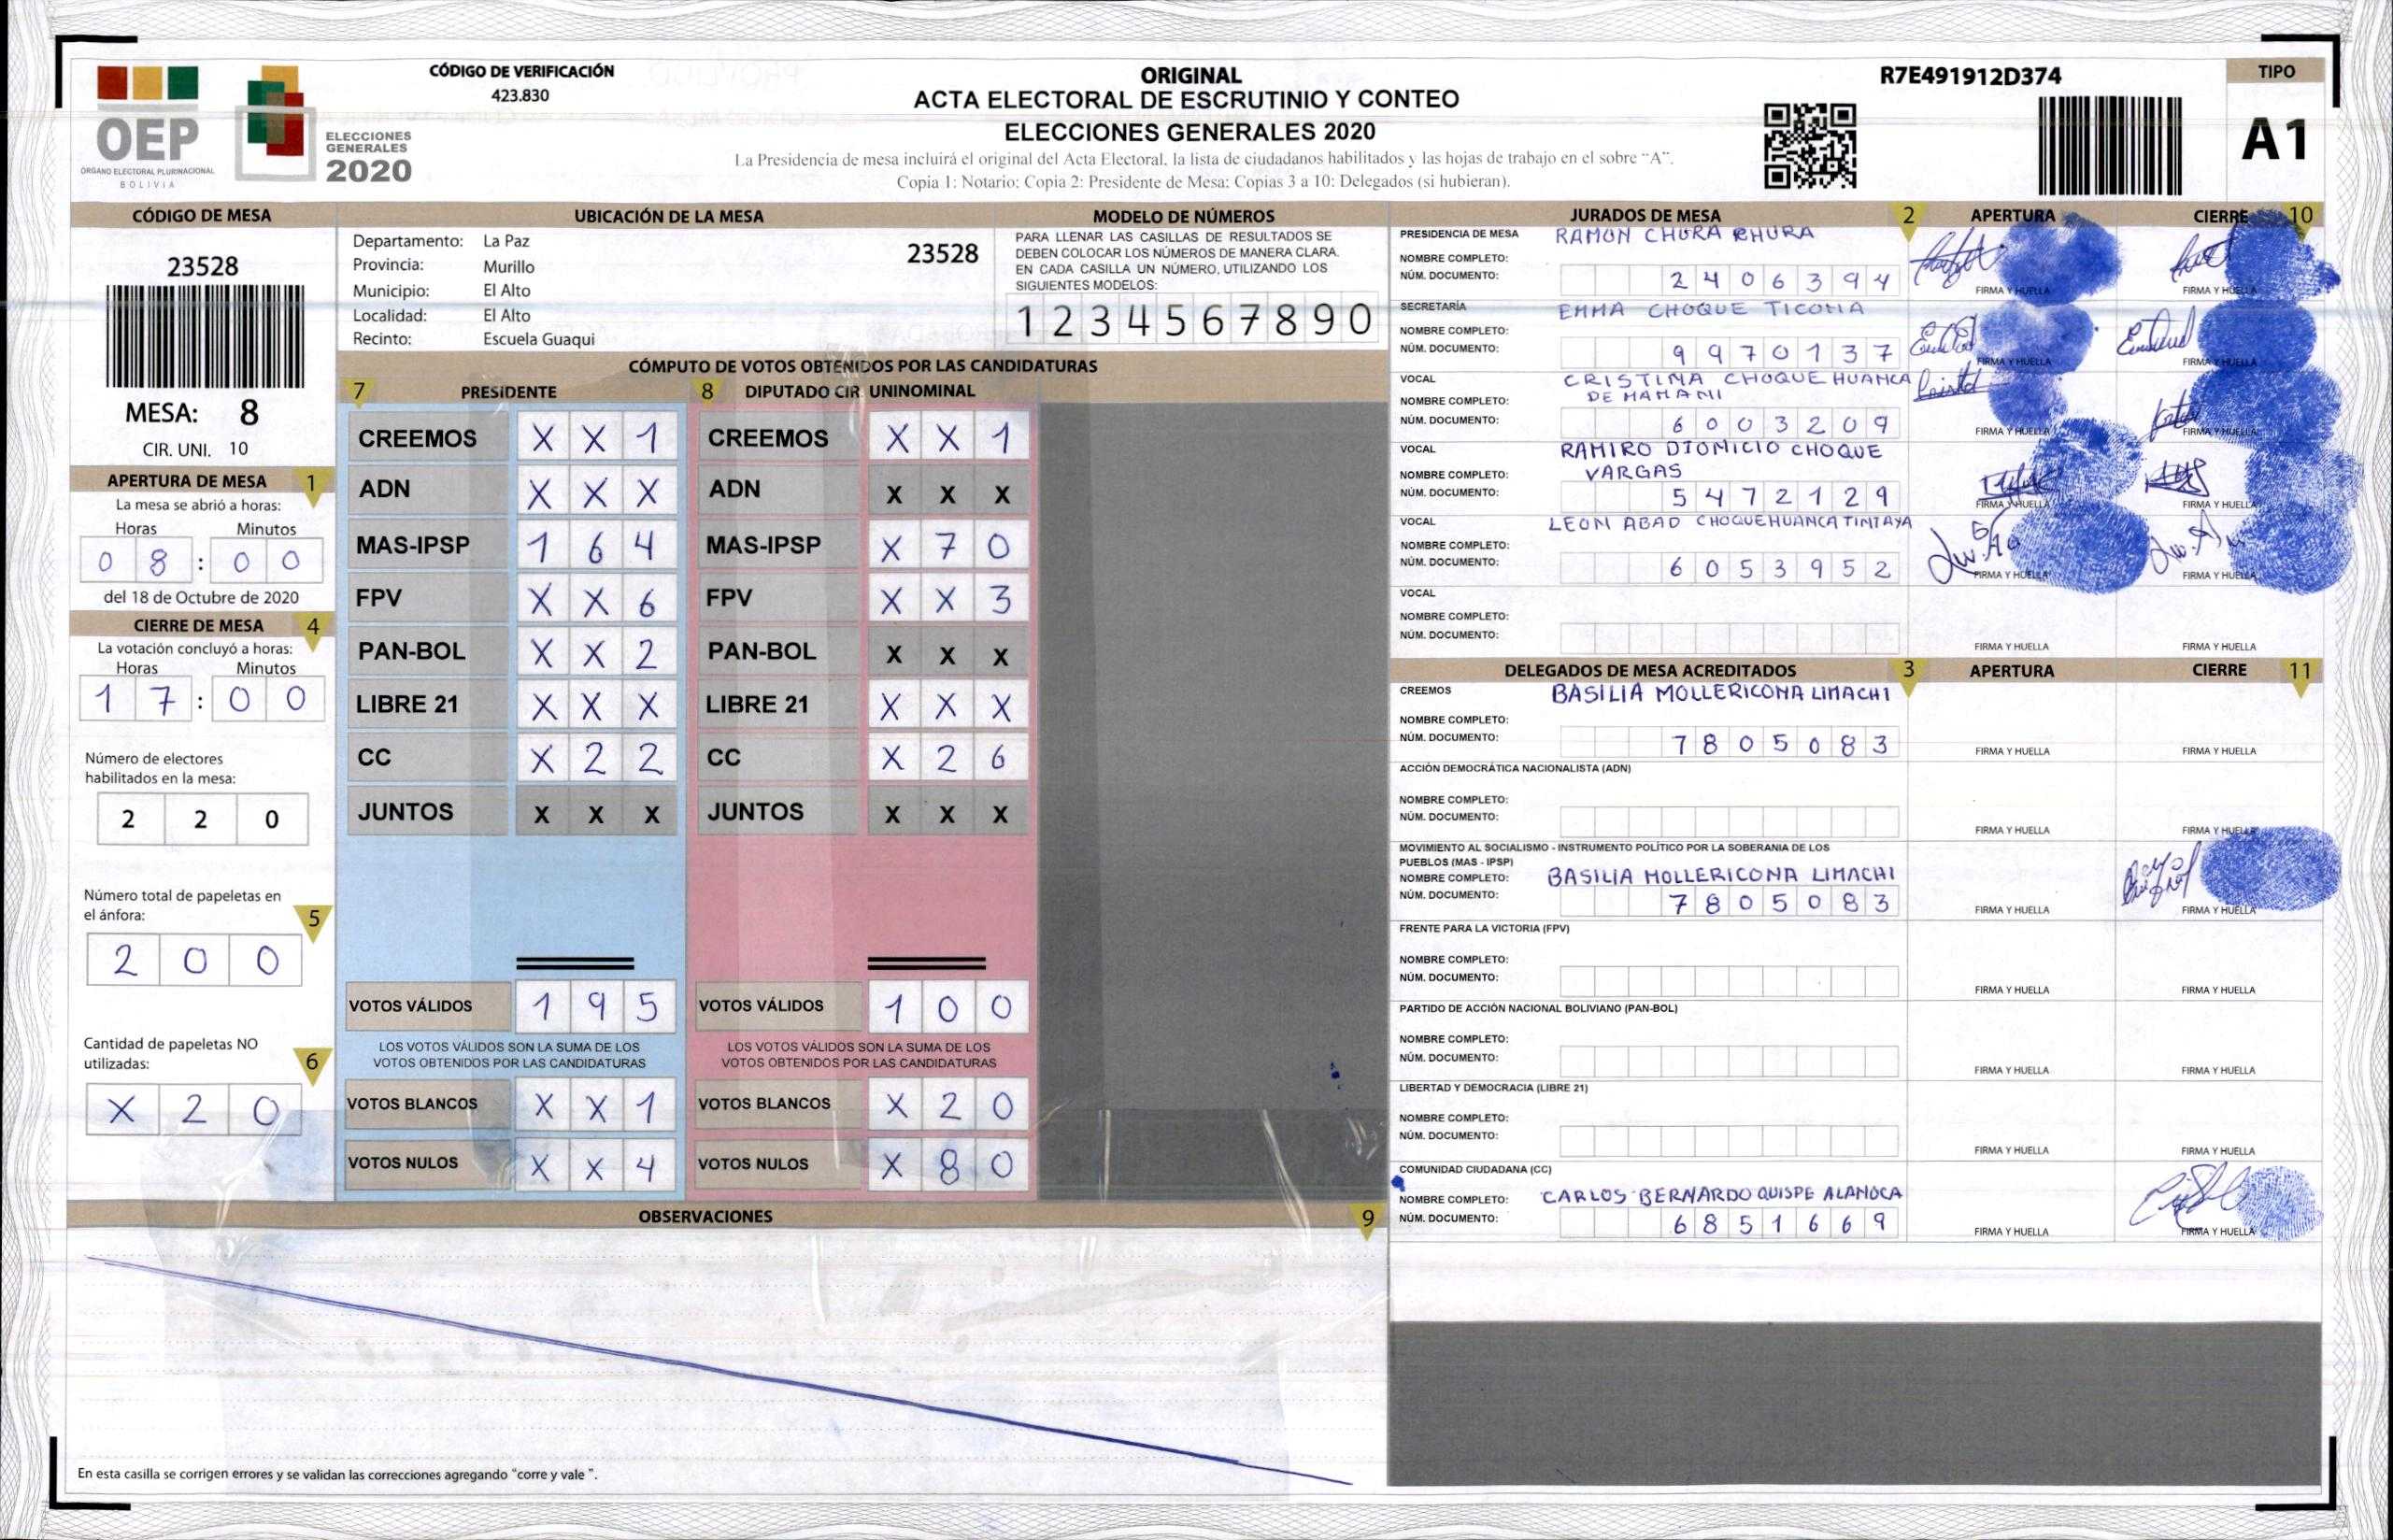 CÓDIGO DE VERIFICACIÓN
423.830
OEP
ÓRGANO ELECTORAL PLURINACIONAL
BOLIVIA
ELECCIONES
GENERALES
2020
ORIGINAL
ACTA ELECTORAL DE ESCRUTINIO Y CONTEO
ELECCIONES GENERALES 2020
La Presidencia de mesa incluirá el original del Acta Electoral, la lista de ciudadanos habilitados y las hojas de trabajo en el sobre "A".
Copia 1: Notario; Copia 2: Presidente de Mesa; Copias 3 a 10: Delegados (si hubieran).
R7E491912D374
TIPO
A1
CÓDIGO DE MESA
23528
MESA: 8
CIR. UNI. 10
APERTURA DE MESA 1
La mesa se abrió a horas:
Horas Minutos
0 8 : 0 0
del 18 de Octubre de 2020
CIERRE DE MESA 4
La votación concluyó a horas:
Horas Minutos
1 7 : 0 0
Número de electores
habilitados en la mesa:
2 2 0
Número total de papeletas en
el ánfora: 5
2 0 0
Cantidad de papeletas NO
utilizadas: 6
X 2 0
UBICACIÓN DE LA MESA
Departamento: La Paz 23528
Provincia: Murillo
Municipio: El Alto
Localidad: El Alto
Recinto: Escuela Guaqui
MODELO DE NÚMEROS
PARA LLENAR LAS CASILLAS DE RESULTADOS SE
DEBEN COLOCAR LOS NÚMEROS DE MANERA CLARA.
EN CADA CASILLA UN NÚMERO, UTILIZANDO LOS
SIGUIENTES MODELOS:
1 2 3 4 5 6 7 8 9 0
CÓMPUTO DE VOTOS OBTENIDOS POR LAS CANDIDATURAS
7 PRESIDENTE 8 DIPUTADO CIR. UNINOMINAL
CREEMOS X X 1 CREEMOS X X 1
ADN X X X ADN X X X
MAS-IPSP 1 6 4 MAS-IPSP X 7 0
FPV X X 6 FPV X X 3
PAN-BOL X X 2 PAN-BOL X X X
LIBRE 21 X X X LIBRE 21 X X X
CC X 2 2 CC X 2 6
JUNTOS X X X JUNTOS X X X
VOTOS VÁLIDOS 1 9 5 VOTOS VÁLIDOS 1 0 0
LOS VOTOS VÁLIDOS SON LA SUMA DE LOS LOS VOTOS VÁLIDOS SON LA SUMA DE LOS
VOTOS OBTENIDOS POR LAS CANDIDATURAS VOTOS OBTENIDOS POR LAS CANDIDATURAS
VOTOS BLANCOS X X 1 VOTOS BLANCOS X 2 0
VOTOS NULOS X X 4 VOTOS NULOS X 8 0
OBSERVACIONES 9
En esta casilla se corrigen errores y se validan las correcciones agregando "corre y vale ".
JURADOS DE MESA 2 APERTURA CIERRE 10
PRESIDENCIA DE MESA RAMON CHURA RHURA
NOMBRE COMPLETO:
NÚM. DOCUMENTO: 2 4 0 6 3 9 4 FIRMA Y HUELLA FIRMA Y HUELLA
SECRETARÍA EMMA CHOQUE TICONA
NOMBRE COMPLETO:
NÚM. DOCUMENTO: 9 9 7 0 1 3 7 FIRMA Y HUELLA FIRMA Y HUELLA
VOCAL CRISTINA CHOQUEHUANCA
NOMBRE COMPLETO: DE MAMANI
NÚM. DOCUMENTO: 6 0 0 3 2 0 9 FIRMA Y HUELLA FIRMA Y HUELLA
VOCAL RAMIRO DIONICIO CHOQUE
NOMBRE COMPLETO: VARGAS
NÚM. DOCUMENTO: 5 4 7 2 1 2 9 FIRMA Y HUELLA FIRMA Y HUELLA
VOCAL LEON ABAD CHOQUEHUANCA TINTAYA
NOMBRE COMPLETO:
NÚM. DOCUMENTO: 6 0 5 3 9 5 2 FIRMA Y HUELLA FIRMA Y HUELLA
VOCAL
NOMBRE COMPLETO:
NÚM. DOCUMENTO: FIRMA Y HUELLA FIRMA Y HUELLA
DELEGADOS DE MESA ACREDITADOS 3 APERTURA CIERRE 11
CREEMOS BASILIA MOLLERICONA LIMACHI
NOMBRE COMPLETO:
NÚM. DOCUMENTO: 7 8 0 5 0 8 3 FIRMA Y HUELLA FIRMA Y HUELLA
ACCIÓN DEMOCRÁTICA NACIONALISTA (ADN)
NOMBRE COMPLETO:
NÚM. DOCUMENTO: FIRMA Y HUELLA FIRMA Y HUELLA
MOVIMIENTO AL SOCIALISMO - INSTRUMENTO POLÍTICO POR LA SOBERANIA DE LOS
PUEBLOS (MAS - IPSP)
NOMBRE COMPLETO: BASILIA MOLLERICONA LIMACHI
NÚM. DOCUMENTO: 7 8 0 5 0 8 3 FIRMA Y HUELLA FIRMA Y HUELLA
FRENTE PARA LA VICTORIA (FPV)
NOMBRE COMPLETO:
NÚM. DOCUMENTO: FIRMA Y HUELLA FIRMA Y HUELLA
PARTIDO DE ACCIÓN NACIONAL BOLIVIANO (PAN-BOL)
NOMBRE COMPLETO:
NÚM. DOCUMENTO: FIRMA Y HUELLA FIRMA Y HUELLA
LIBERTAD Y DEMOCRACIA (LIBRE 21)
NOMBRE COMPLETO:
NÚM. DOCUMENTO: FIRMA Y HUELLA FIRMA Y HUELLA
COMUNIDAD CIUDADANA (CC)
NOMBRE COMPLETO: CARLOS BERNARDO QUISPE ALANOCA
NÚM. DOCUMENTO: 6 8 5 1 6 6 9 FIRMA Y HUELLA FIRMA Y HUELLA